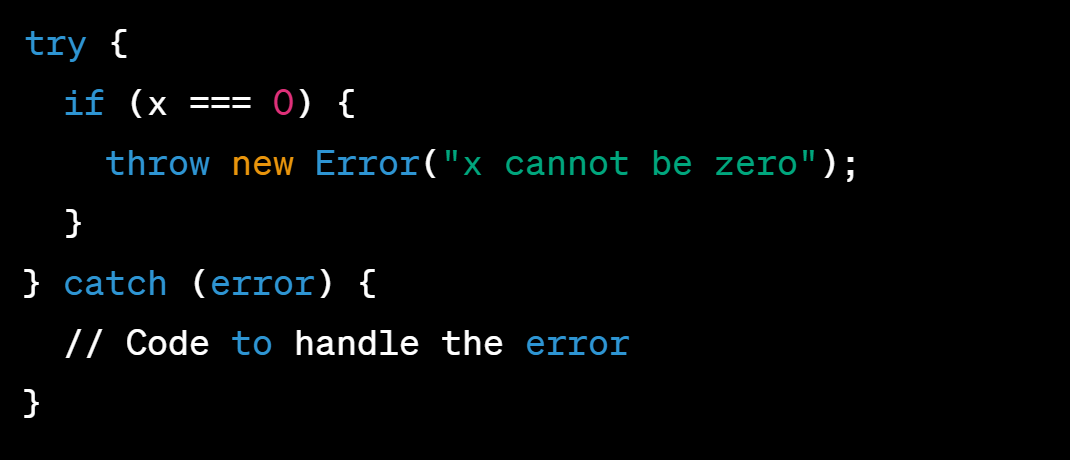 try {
  if (x === 0) {
    throw new Error("x cannot be zero");
  }
} catch (error) {
  // Code to handle the error
}